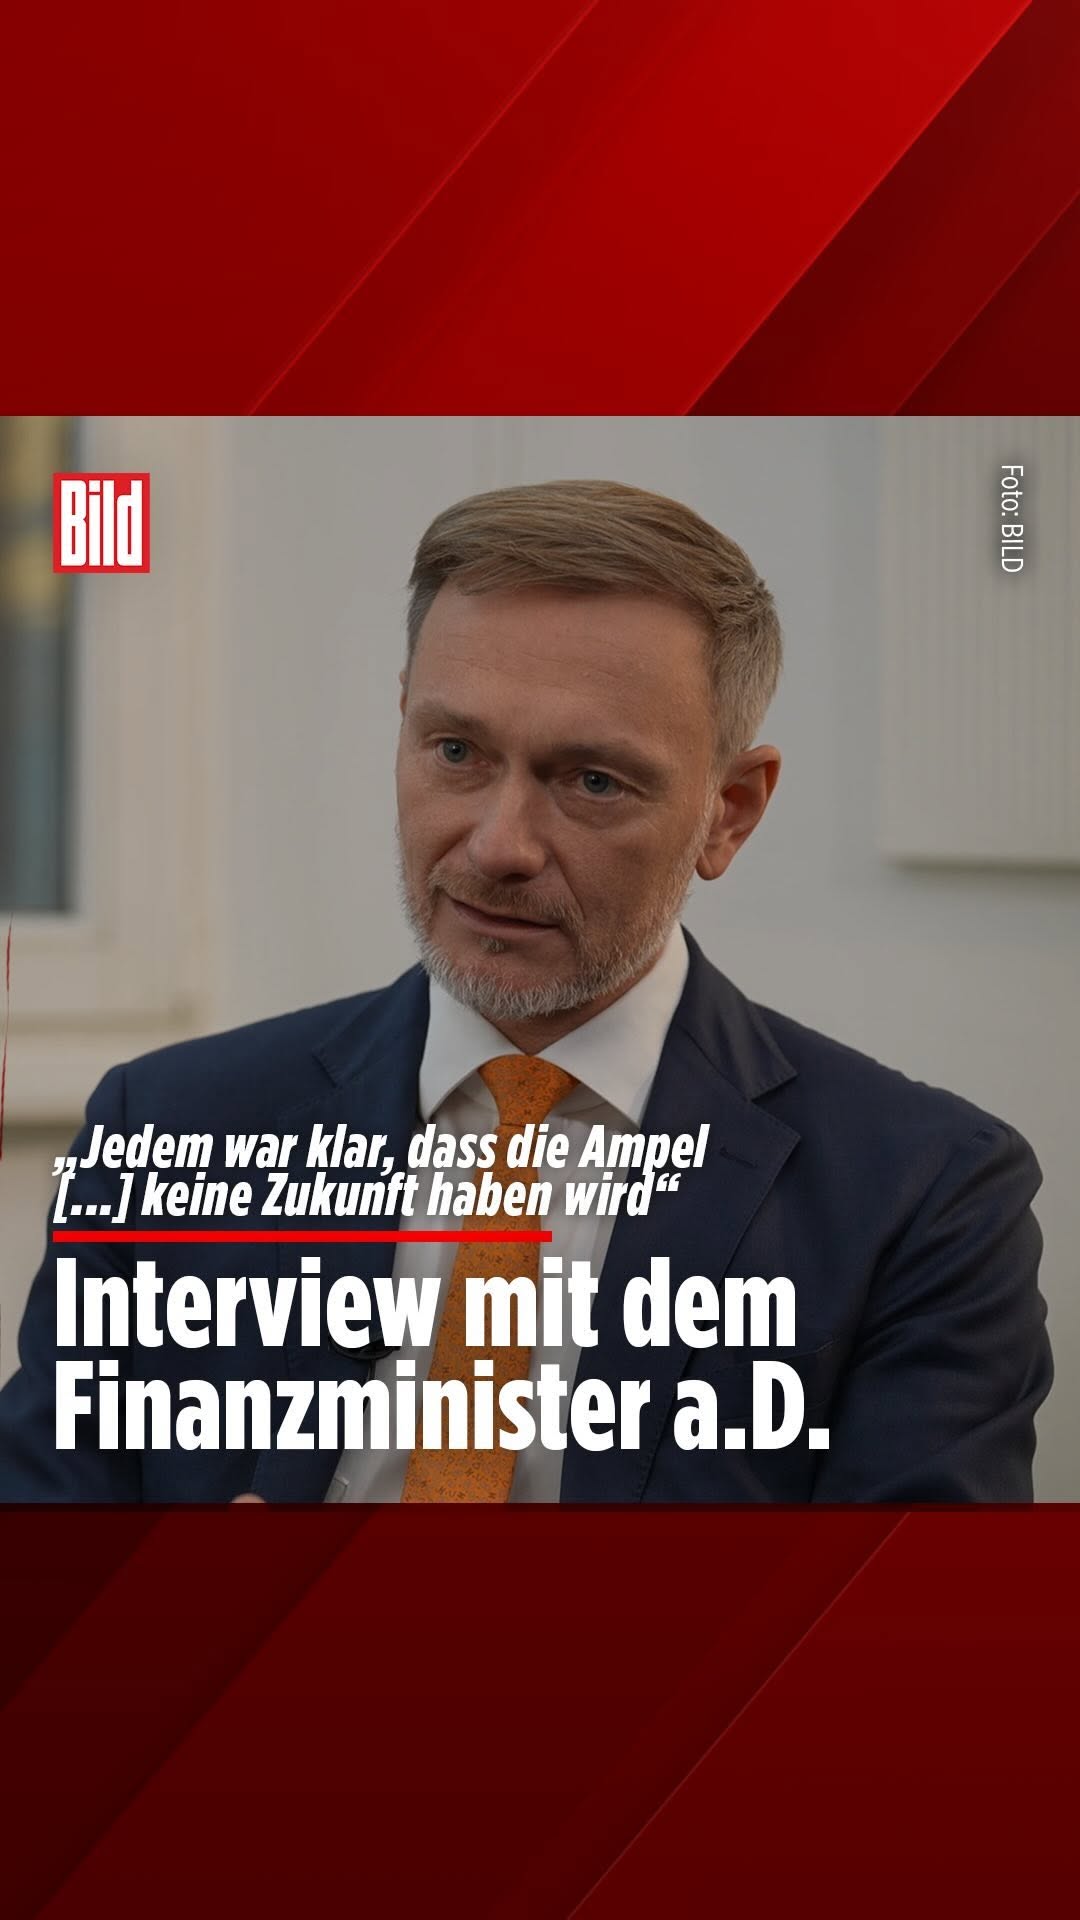 Bild
Foto: BILD
„Jedem war klar, dass die Ampel
[...] keine Zukunft haben wird“
Interview mit dem
Finanzminister a.D.